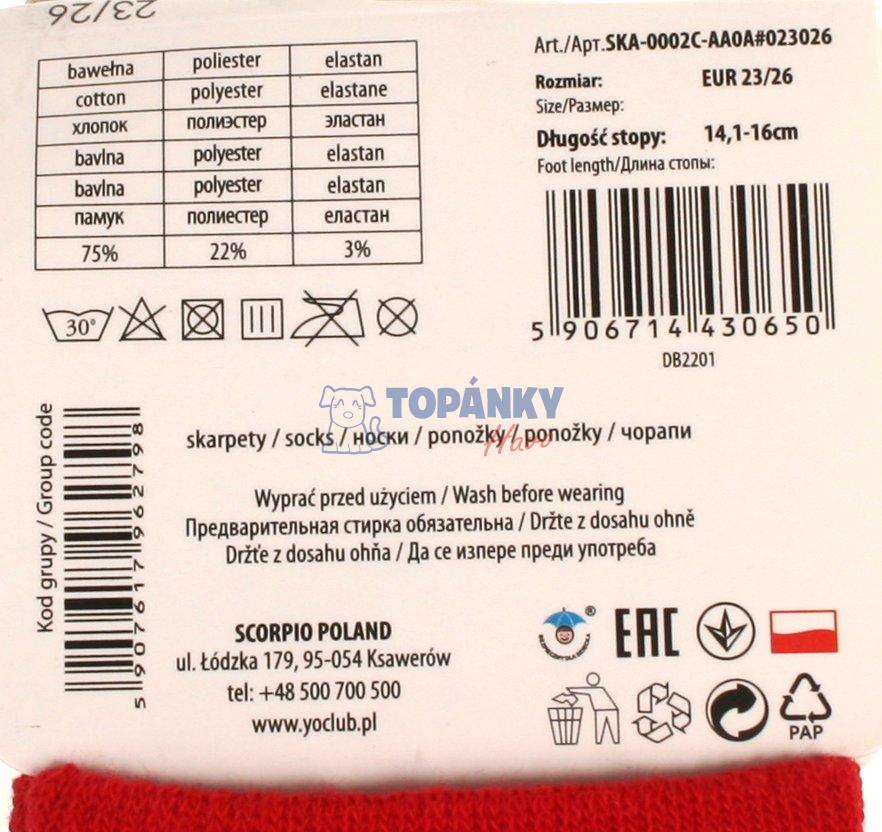 23/26
bawełna poliester elastan
cotton polyester elastane
хлопок полиэстер эластан
bavlna polyester elastan
bavlna polyester elastan
памук полиестер еластан
75% 22% 3%
30°
Art./Арт.SKA-0002C-AA0A#023026
Rozmiar: EUR 23/26
Size/Размер:
Długość stopy: 14,1-16cm
Foot length/Длина стопы:
5 906714 430650
DB2201
Kod grupy / Group code
5 907617 962798
TOPÁNKY
Havo
skarpety / socks / носки / ponožky / ponožky / чорапи
Wyprać przed użyciem / Wash before wearing
Предварительная стирка обязательна / Držte z dosahu ohně
Držťe z dosahu ohňa / Да се изпере преди употреба
SCORPIO POLAND
ul. Łódzka 179, 95-054 Ksawerów
tel: +48 500 700 500
www.yoclub.pl
®
EAC
PAP